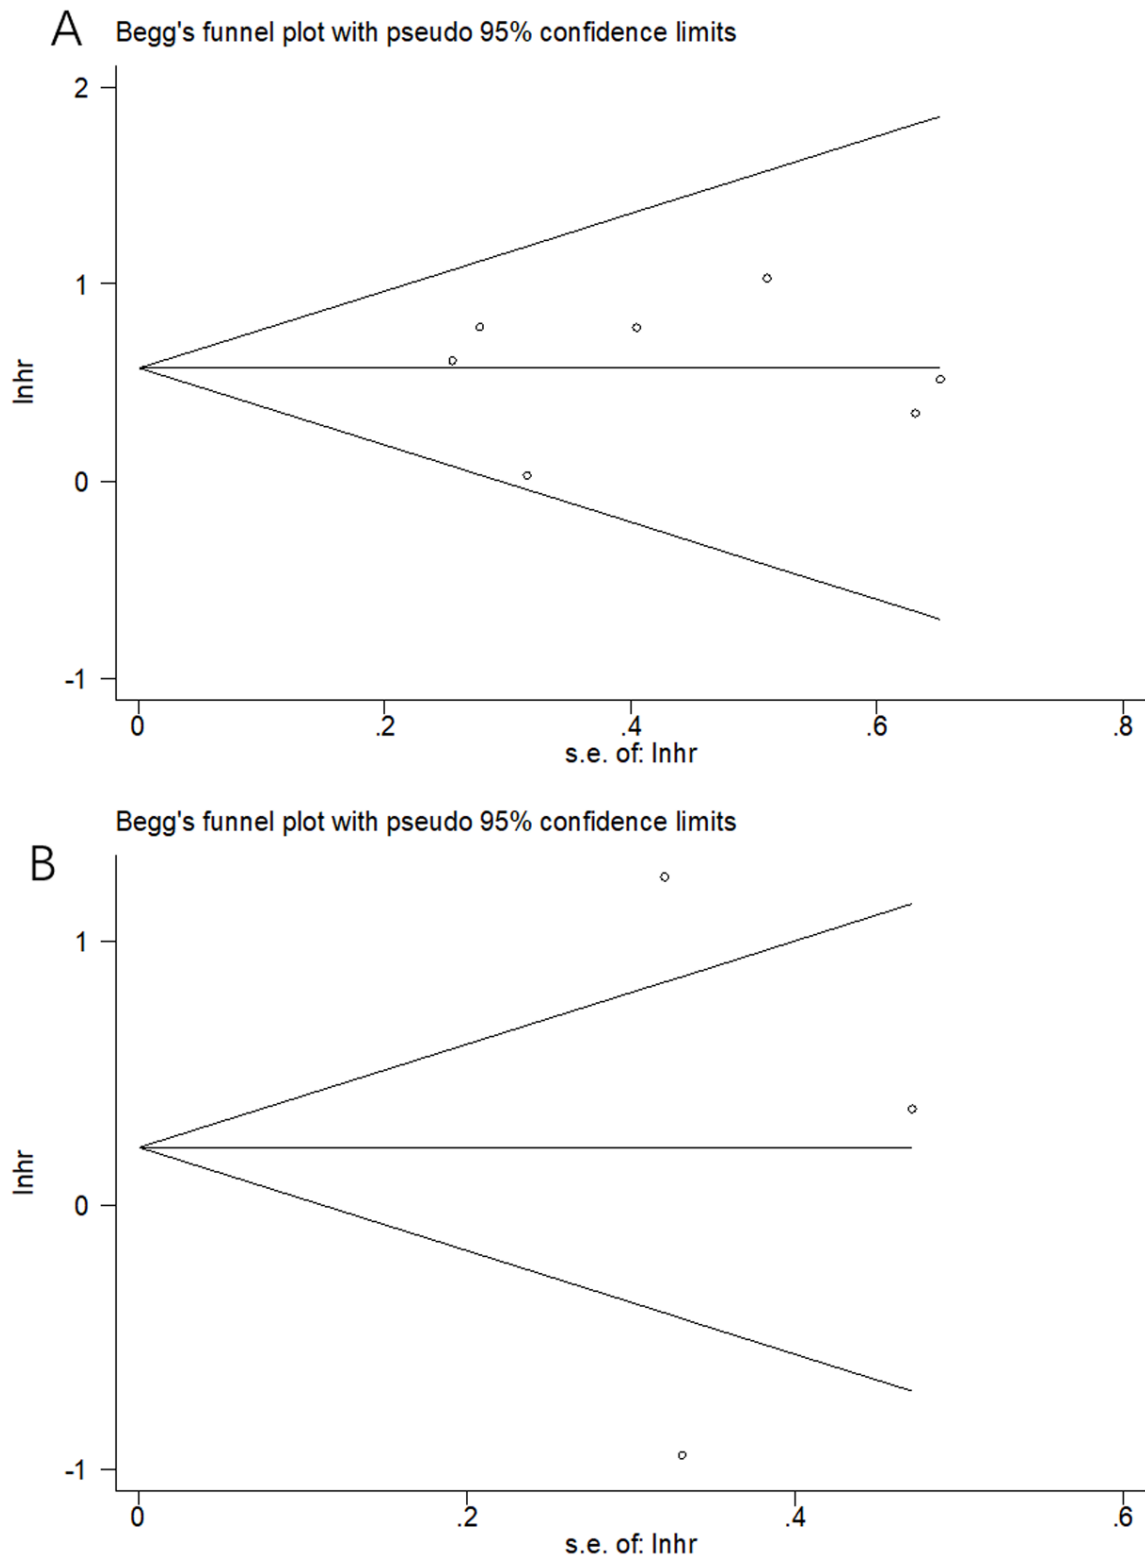 A
Begg's funnel plot with pseudo 95% confidence limits
2
1
0
-1
lnhr
0 .2 .4 .6 .8
s.e. of: lnhr
Begg's funnel plot with pseudo 95% confidence limits
B
1
0
-1
lnhr
0 .2 .4 .6
s.e. of: lnhr